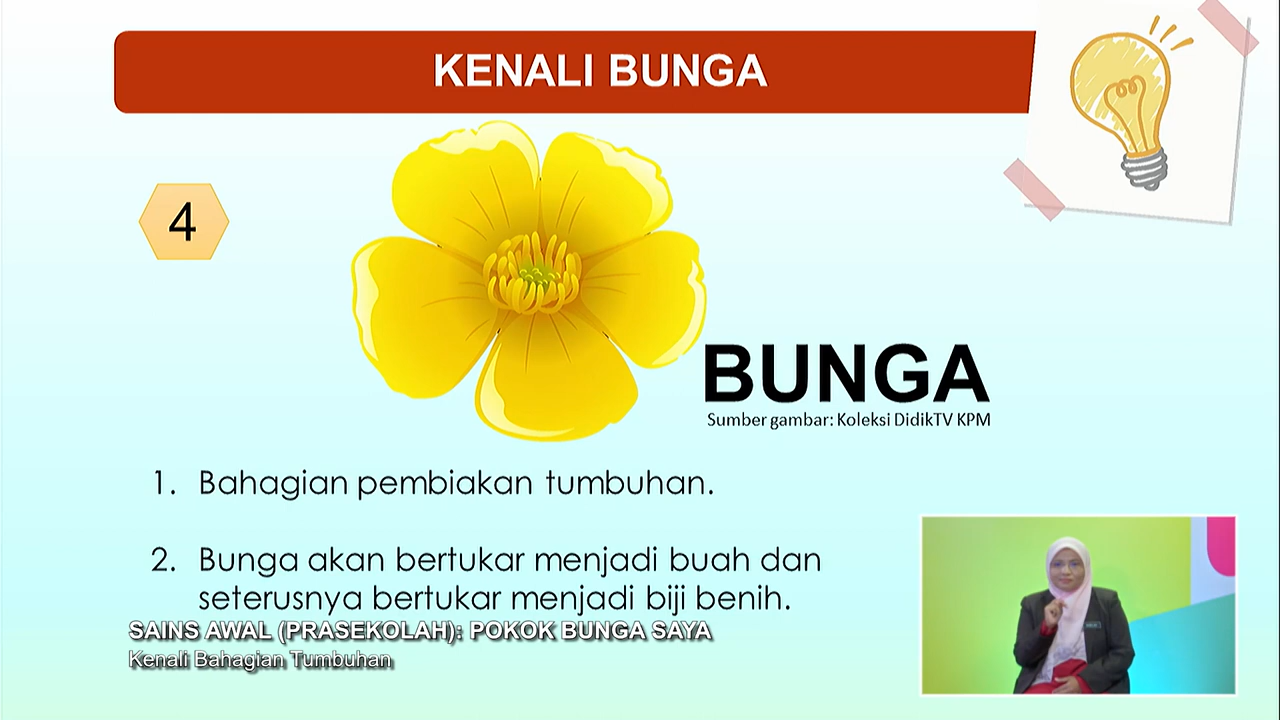 KENALI BUNGA
4
BUNGA
Sumber gambar: Koleksi DidikTV KPM
1. Bahagian pembiakan tumbuhan.
2. Bunga akan bertukar menjadi buah dan
seterusnya bertukar menjadi biji benih.
SAINS AWAL (PRASEKOLAH): POKOK BUNGA SAYA
Kenali Bahagian Tumbuhan